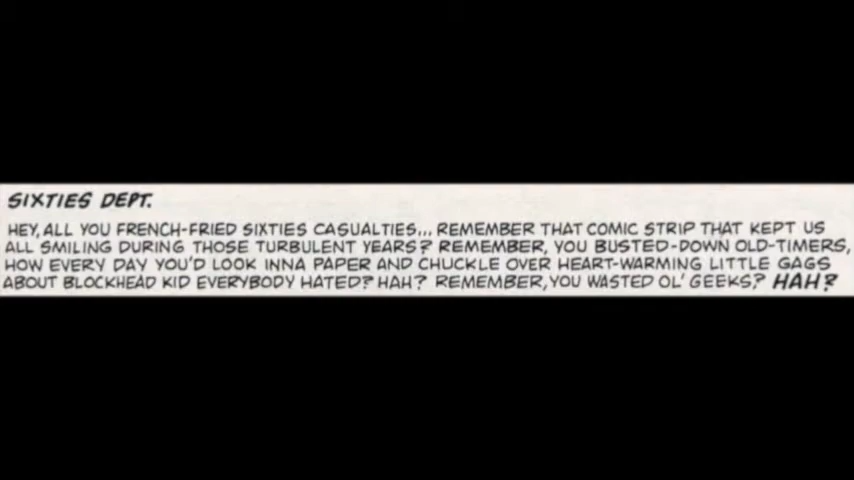 SIXTIES DEPT.
HEY, ALL YOU FRENCH-FRIED SIXTIES CASUALTIES... REMEMBER THAT COMIC STRIP THAT KEPT US
ALL SMILING DURING THOSE TURBULENT YEARS? REMEMBER, YOU BUSTED-DOWN OLD-TIMERS,
HOW EVERY DAY YOU'D LOOK INNA PAPER AND CHUCKLE OVER HEART-WARMING LITTLE GAGS
ABOUT BLOCKHEAD KID EVERYBODY HATED? HAH? REMEMBER, YOU WASTED OL' GEEKS? HAH?